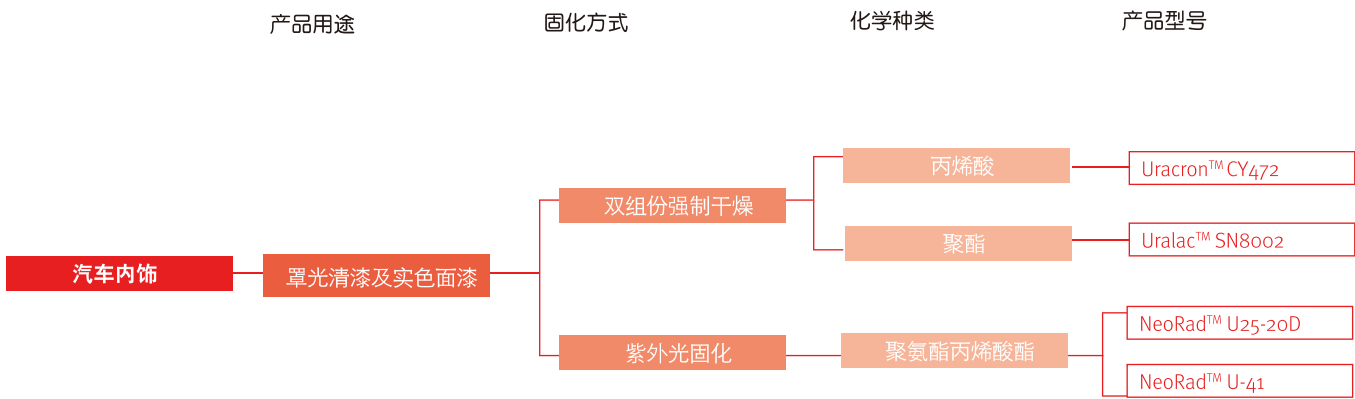 产品用途
固化方式
化学种类
产品型号
汽车内饰
罩光清漆及实色面漆
双组份强制干燥
丙烯酸
Uracron™ CY472
聚酯
Uralac™ SN8002
紫外光固化
聚氨酯丙烯酸酯
NeoRad™ U25-20D
NeoRad™ U-41